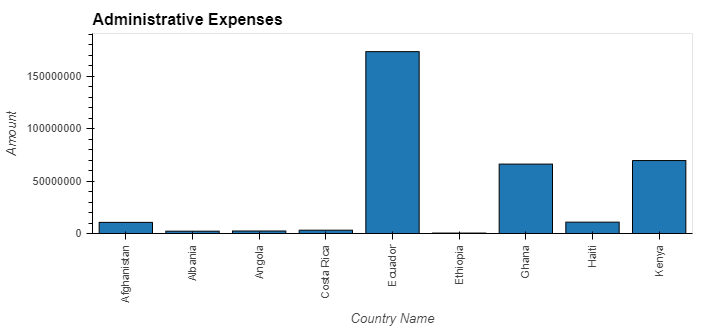 Administrative Expenses
Amount
150000000
100000000
50000000
0
Afghanistan
Albania
Angola
Costa Rica
Ecuador
Ethiopia
Ghana
Haiti
Kenya
Country Name